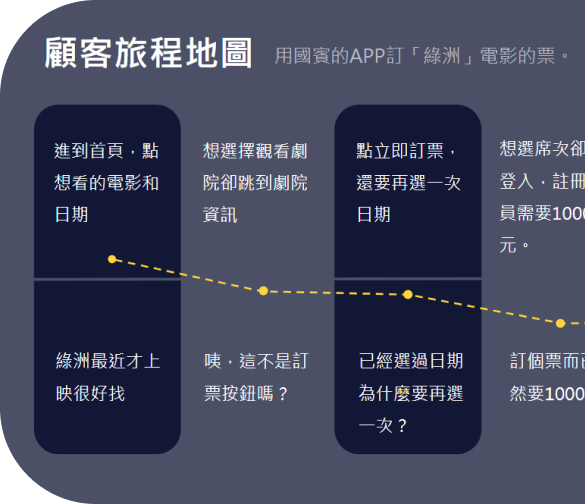 顧客旅程地圖
用國賓的APP訂「綠洲」電影的票。
進到首頁，點
想看的電影和
日期
想選擇觀看劇
院卻跳到劇院
資訊
點立即訂票，
還要再選一次
日期
想選席次卻
登入，註冊
員需要100
元。
綠洲最近才上
映很好找
咦，這不是訂
票按鈕嗎？
已經選過日期
為什麼要再選
一次？
訂個票而
然要1000